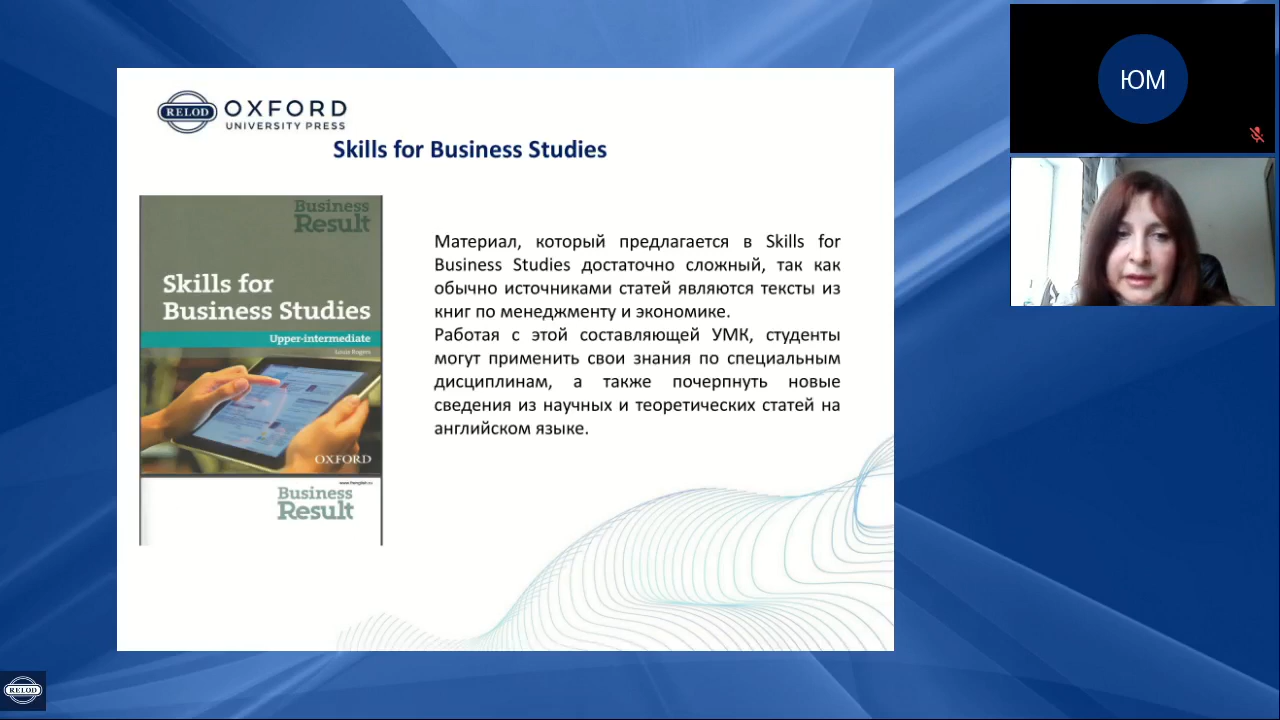 RELOD
OXFORD
UNIVERSITY PRESS
Skills for Business Studies
Business
Result
Skills for
Business Studies
Upper-intermediate
Louis Rogers
OXFORD
Business
Result
Материал, который предлагается в Skills for
Business Studies достаточно сложный, так как
обычно источниками статей являются тексты из
книг по менеджменту и экономике.
Работая с этой составляющей УМК, студенты
могут применить свои знания по специальным
дисциплинам, а также почерпнуть новые
сведения из научных и теоретических статей на
английском языке.
ЮМ
RELOD